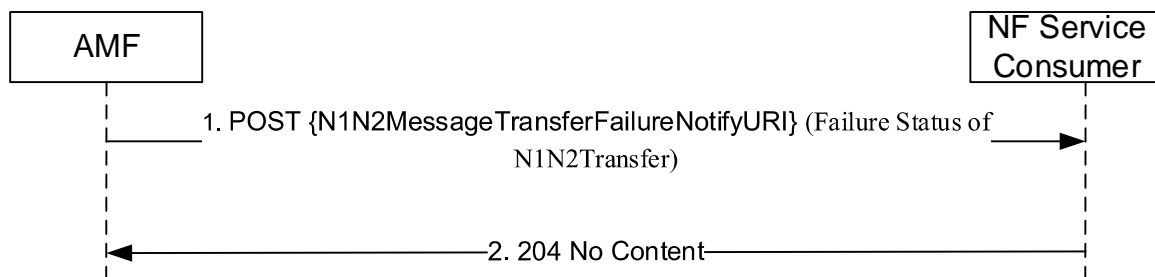 AMF
NF Service
Consumer
1. POST {N1N2MessageTransferFailureNotifyURI} (Failure Status of
N1N2Transfer)
2. 204 No Content